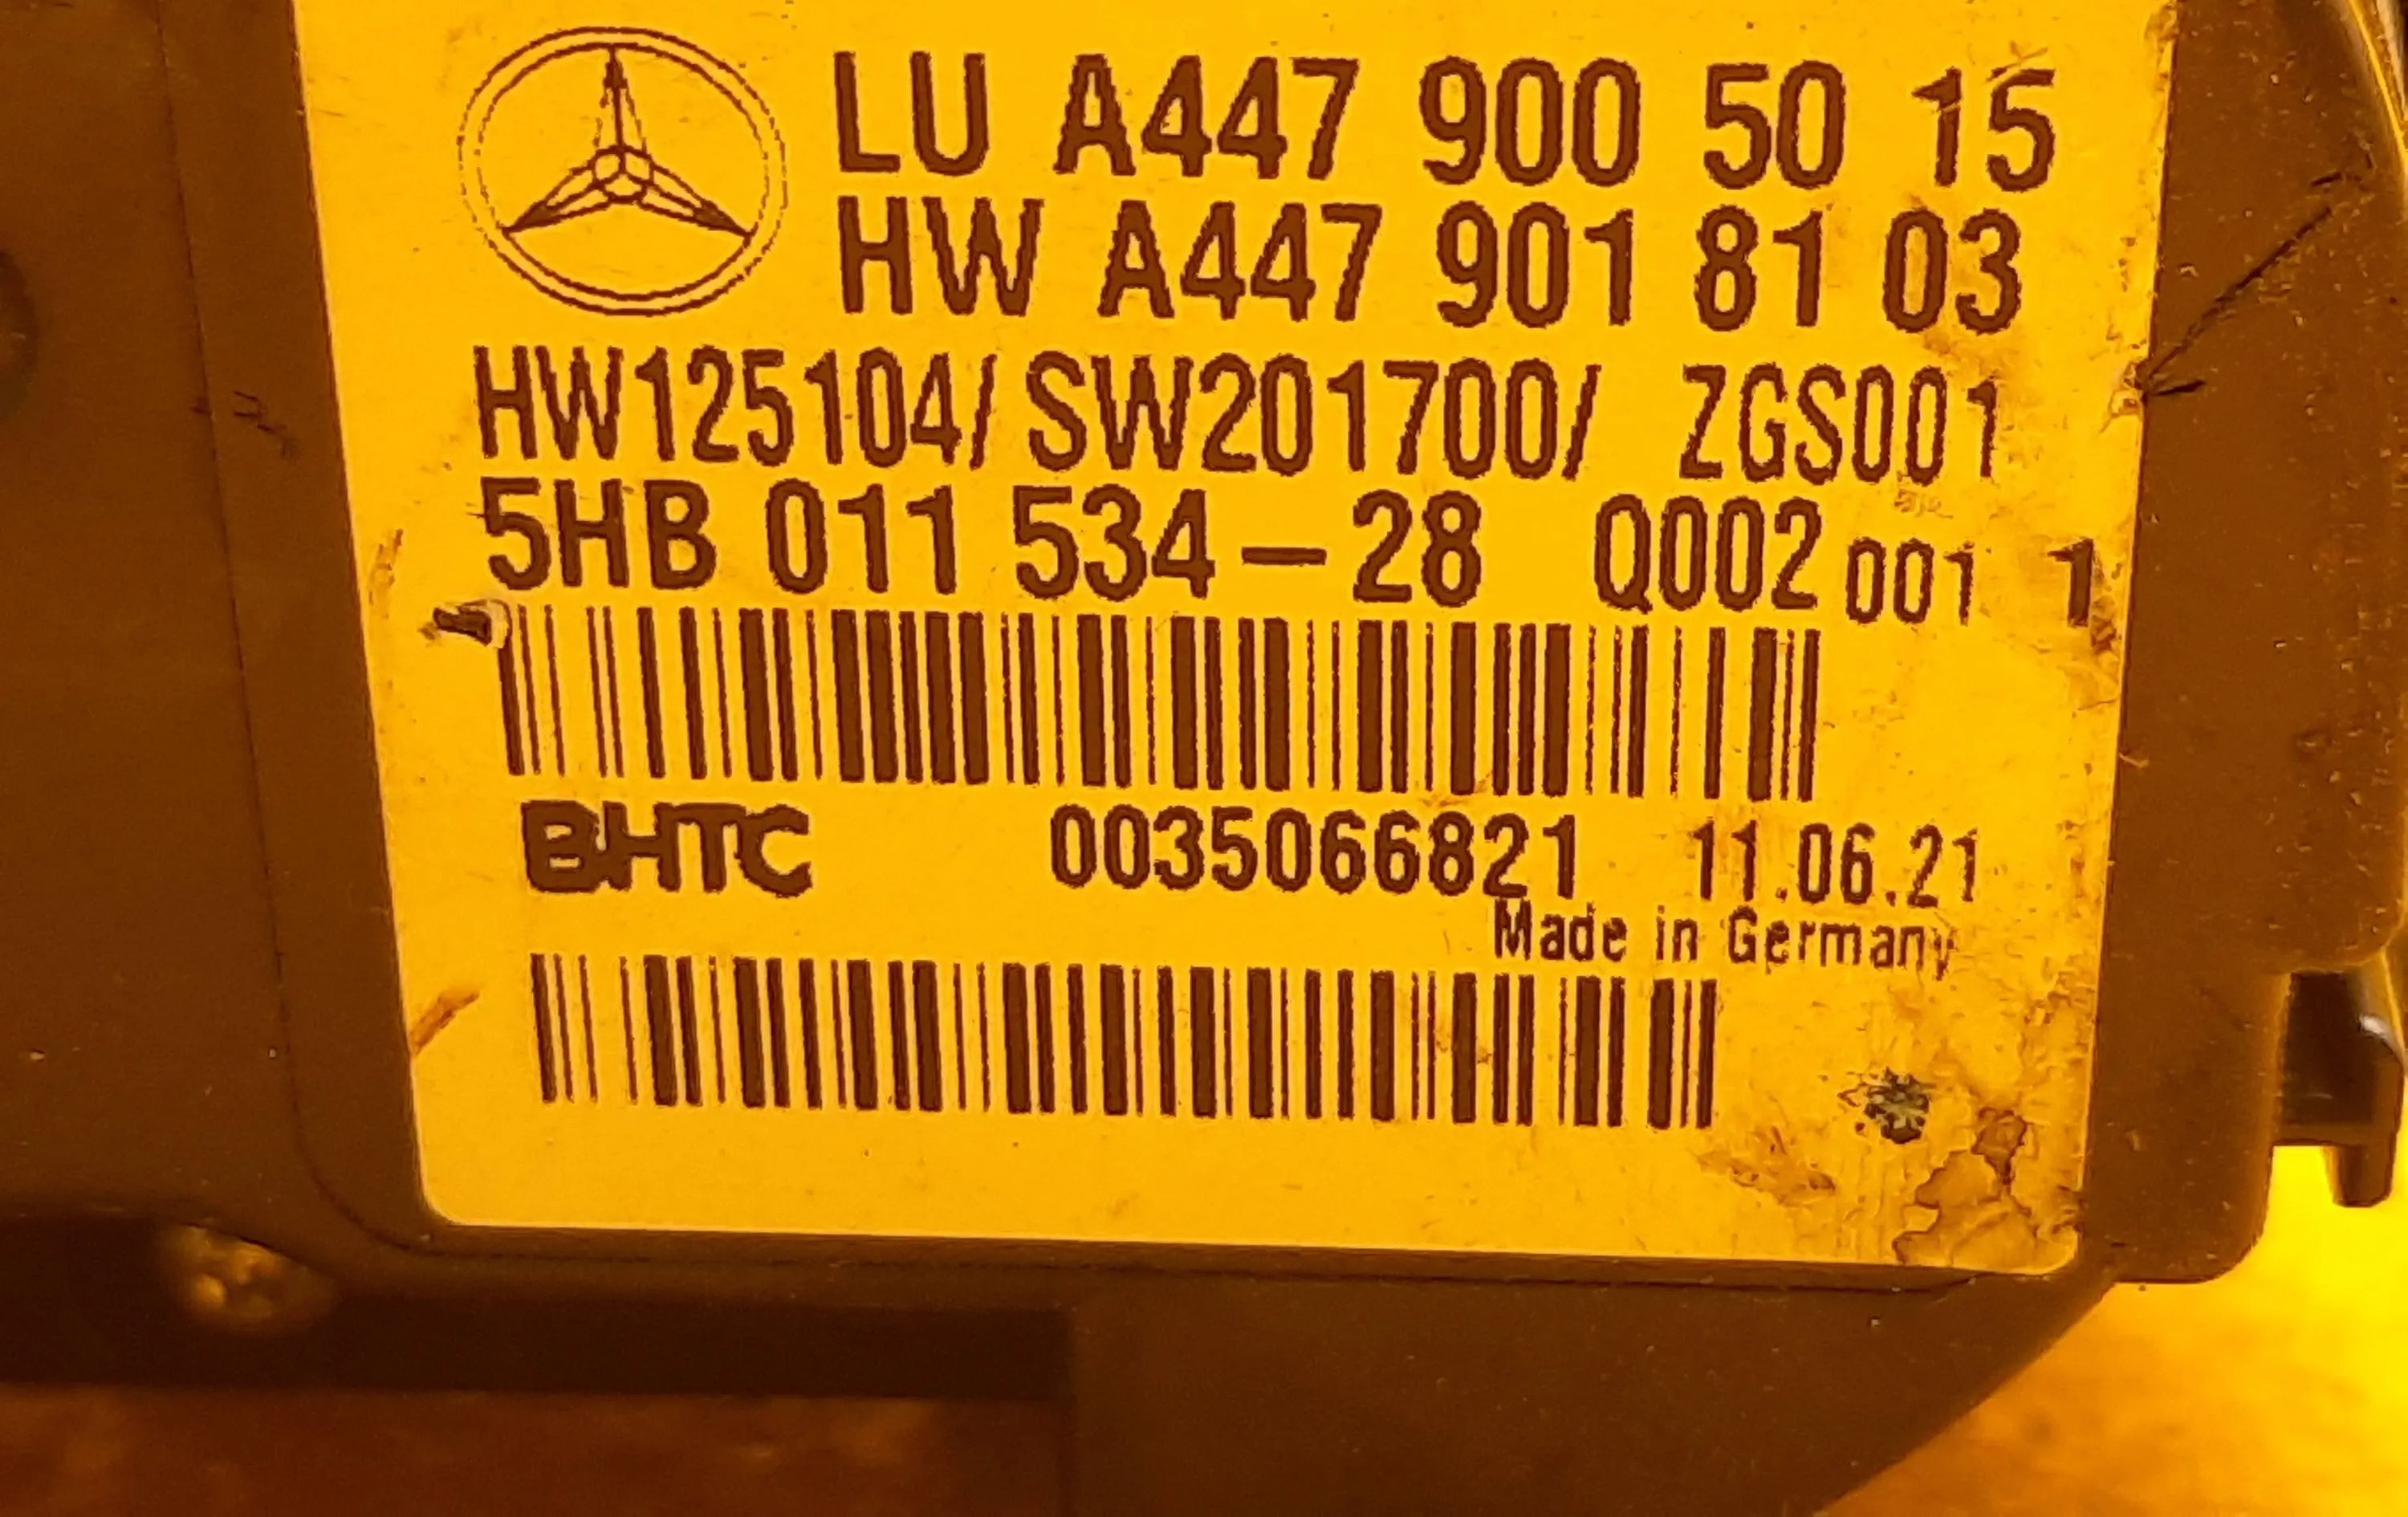 LU A447 900 50 15
HW A447 901 81 03
HW125104/SW201700/ ZGS001
5HB 011 534-28 Q002 001 1
BHTC 0035066821 11.06.21
Made in Germany